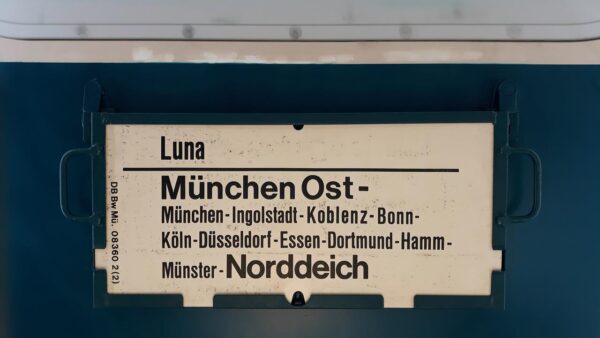 Luna
München Ost-
München-Ingolstadt-Koblenz-Bonn-
Köln-Düsseldorf-Essen-Dortmund-Hamm-
Münster-Norddeich
DB Bw Mü. 08360 2(2)